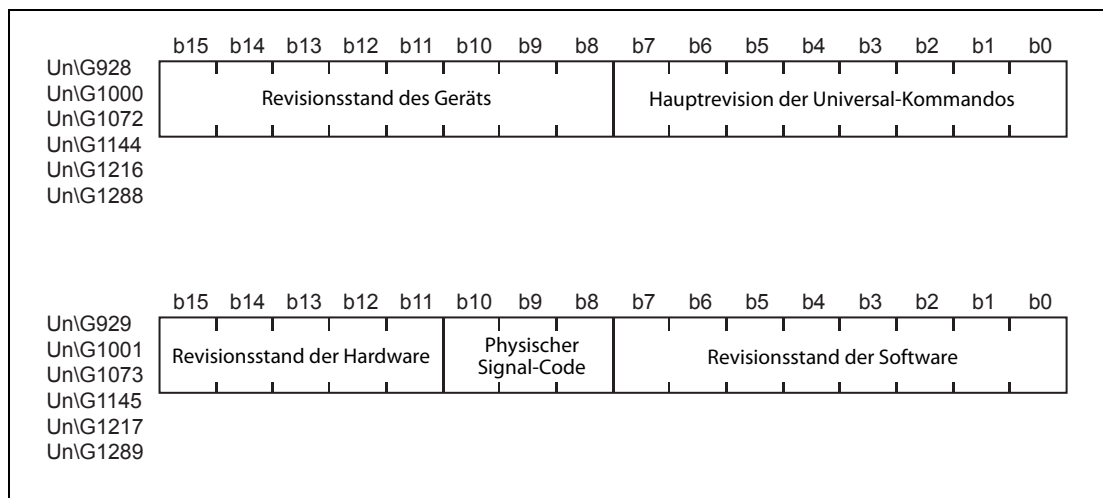 b15 b14 b13 b12 b11 b10 b9 b8 b7 b6 b5 b4 b3 b2 b1 b0
Un\G928
Un\G1000
Un\G1072
Un\G1144
Un\G1216
Un\G1288
Revisionsstand des Geräts
Hauptrevision der Universal-Kommandos
b15 b14 b13 b12 b11 b10 b9 b8 b7 b6 b5 b4 b3 b2 b1 b0
Un\G929
Un\G1001
Un\G1073
Un\G1145
Un\G1217
Un\G1289
Revisionsstand der Hardware
Physischer
Signal-Code
Revisionsstand der Software